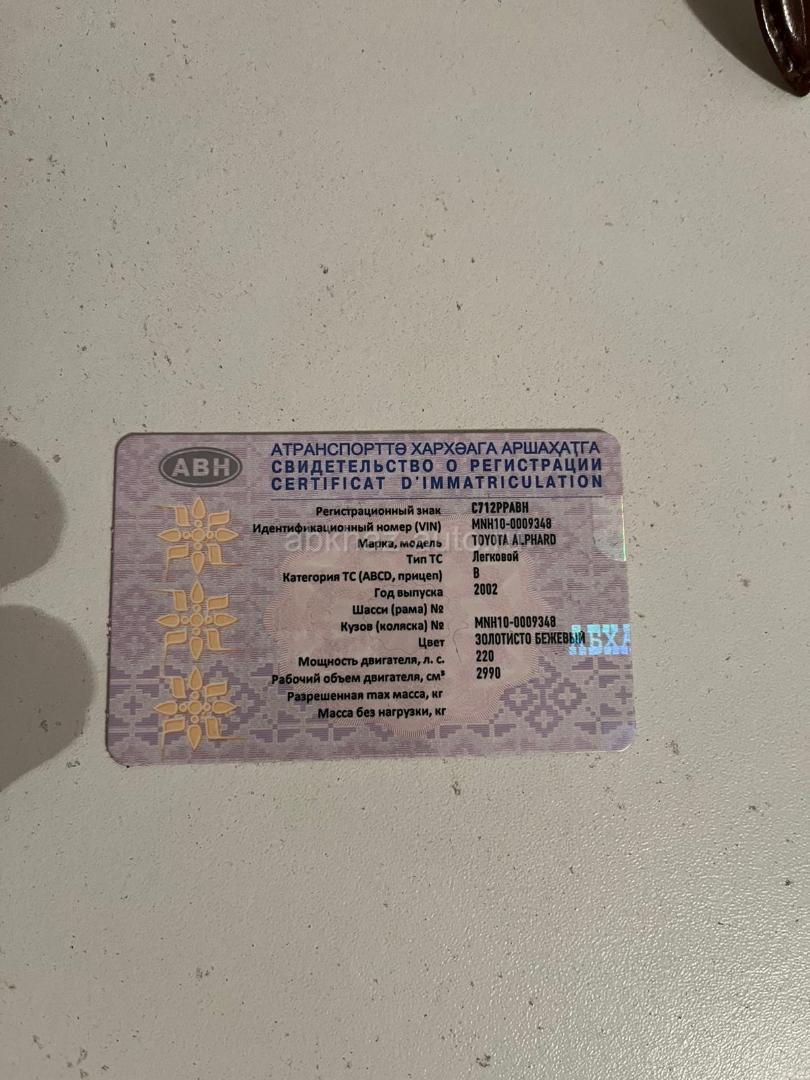 ABH
АТРАНСПОРТТӘ ХАРХӘАГА АРШАҲАҬГА
СВИДЕТЕЛЬСТВО О РЕГИСТРАЦИИ
CERTIFICAT D'IMMATRICULATION
Регистрационный знак С712РРАВН
Идентификационный номер (VIN) MNH10-0009348
Марка, модель TOYOTA ALPHARD
Тип ТС Легковой
Категория ТС (ABCD, прицеп) B
Год выпуска 2002
Шасси (рама) №
Кузов (коляска) № MNH10-0009348
Цвет ЗОЛОТИСТО БЕЖЕВЫЙ
Мощность двигателя, л. с. 220
Рабочий объем двигателя, см³ 2990
Разрешенная max масса, кг
Масса без нагрузки, кг